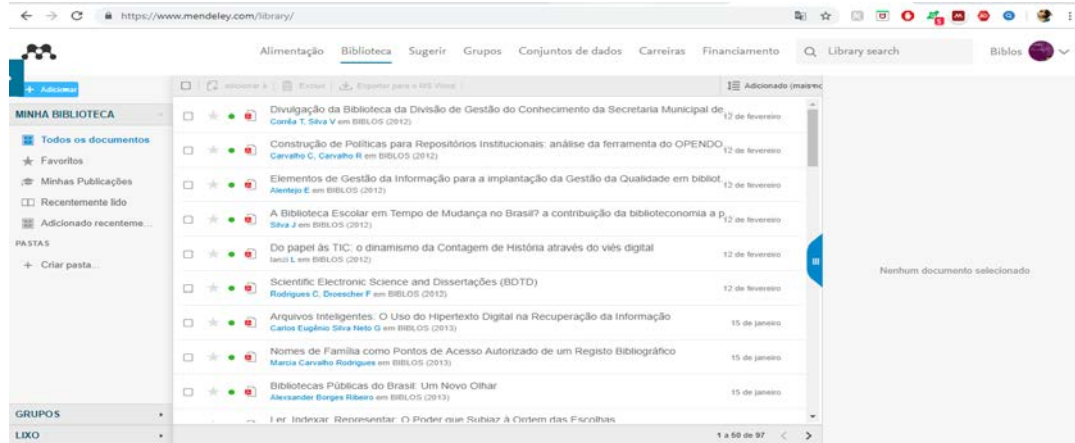 https://www.mendeley.com/library/
Alimentação Biblioteca Sugerir Grupos Conjuntos de dados Carreiras Financiamento Library search Biblos
+ Adicionar
Adicionar à Excluir Exportar para o MS Word Adicionado (mais
MINHA BIBLIOTECA
Todos os documentos
Favoritos
Minhas Publicações
Recentemente lido
Adicionado recenteme...
PASTAS
+ Criar pasta...
GRUPOS
LIXO
Divulgação da Biblioteca da Divisão de Gestão do Conhecimento da Secretaria Municipal de
Corrêa T, Silva V em BIBLOS (2012)
12 de fevereiro
Construção de Políticas para Repositórios Institucionais: análise da ferramenta do OPENDO
Carvalho C, Carvalho R em BIBLOS (2012)
12 de fevereiro
Elementos de Gestão da Informação para a implantação da Gestão da Qualidade em bibliot
Alentejo E em BIBLOS (2012)
12 de fevereiro
A Biblioteca Escolar em Tempo de Mudança no Brasil? a contribuição da biblioteconomia a p
Silva J em BIBLOS (2012)
12 de fevereiro
Do papel às TIC: o dinamismo da Contagem de História através do viés digital
Ianzi L em BIBLOS (2012)
12 de fevereiro
Scientific Electronic Science and Dissertações (BDTD)
Rodrigues C, Droescher F em BIBLOS (2012)
12 de fevereiro
Arquivos Inteligentes: O Uso do Hipertexto Digital na Recuperação da Informação
Carlos Eugênio Silva Neto G em BIBLOS (2013)
15 de janeiro
Nomes de Família como Pontos de Acesso Autorizado de um Registo Bibliográfico
Marcia Carvalho Rodrigues em BIBLOS (2013)
15 de janeiro
Bibliotecas Públicas do Brasil: Um Novo Olhar
Alexsander Borges Ribeiro em BIBLOS (2013)
15 de janeiro
Ler, Indexar, Representar: O Poder que Subjaz à Ordem das Escolhas
1 a 50 de 97
Nenhum documento selecionado